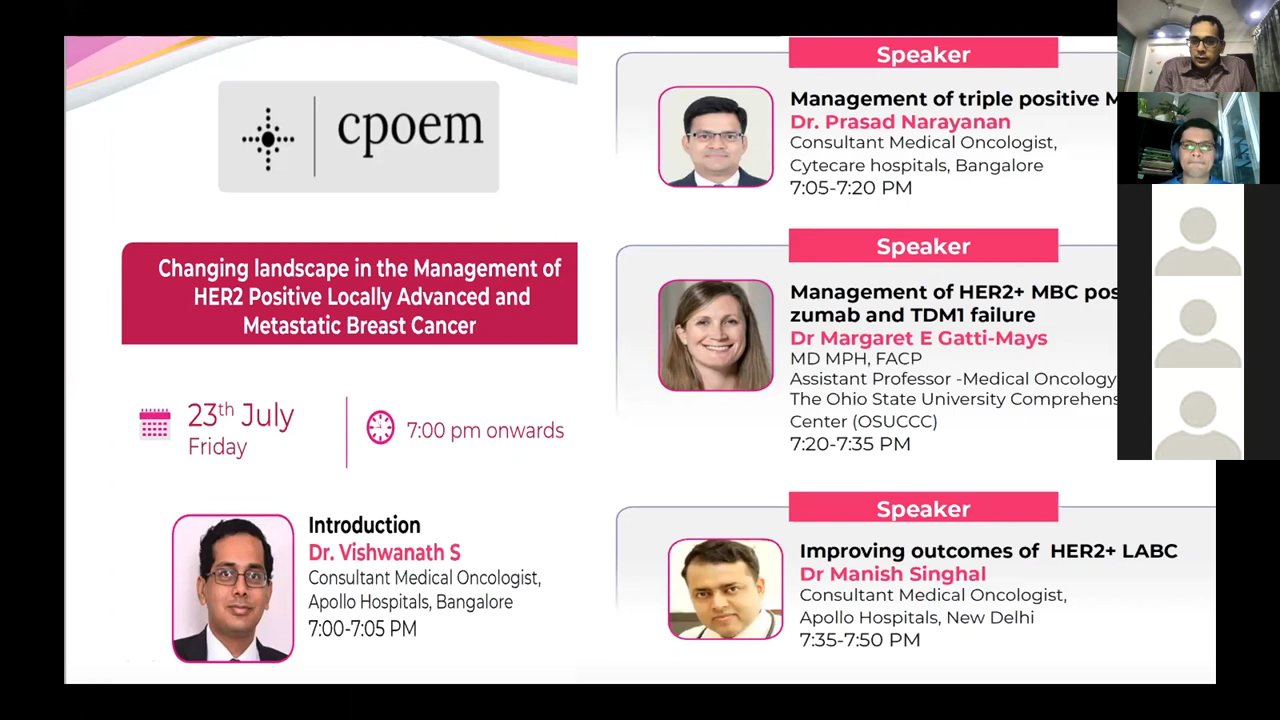 cpoem
Changing landscape in the Management of
HER2 Positive Locally Advanced and
Metastatic Breast Cancer
23th July
Friday
7:00 pm onwards
Introduction
Dr. Vishwanath S
Consultant Medical Oncologist,
Apollo Hospitals, Bangalore
7:00-7:05 PM
Speaker
Management of triple positive M
Dr. Prasad Narayanan
Consultant Medical Oncologist,
Cytecare hospitals, Bangalore
7:05-7:20 PM
Speaker
Management of HER2+ MBC pos
zumab and TDM1 failure
Dr Margaret E Gatti-Mays
MD MPH, FACP
Assistant Professor -Medical Oncology
The Ohio State University Comprehens
Center (OSUCCC)
7:20-7:35 PM
Speaker
Improving outcomes of HER2+ LABC
Dr Manish Singhal
Consultant Medical Oncologist,
Apollo Hospitals, New Delhi
7:35-7:50 PM